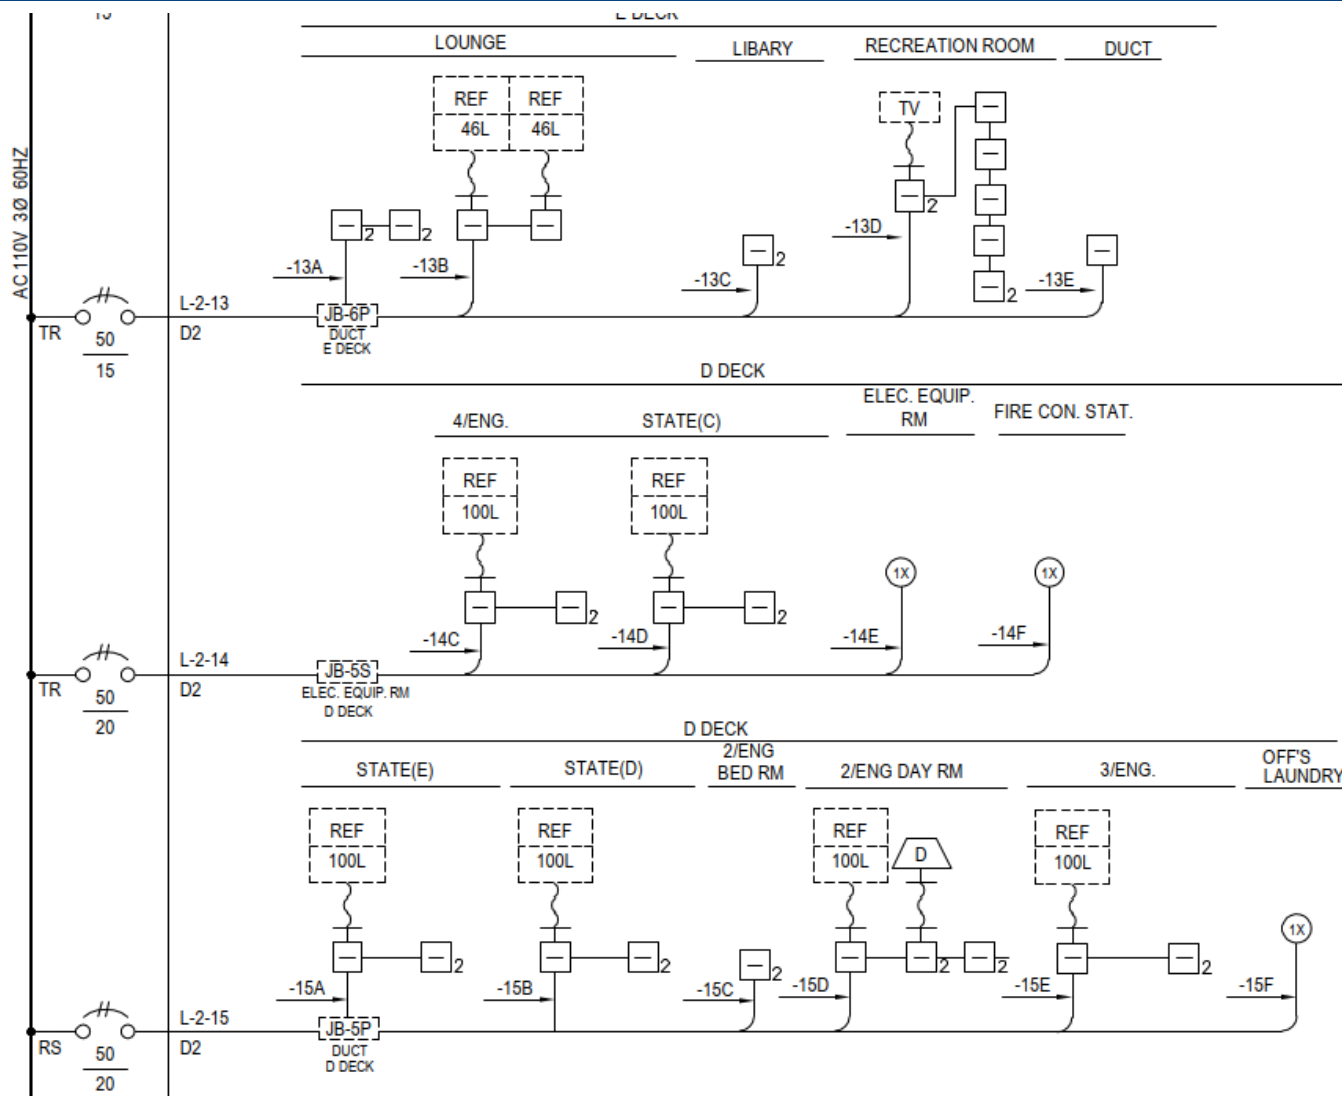 E DECK
LOUNGE
LIBARY
RECREATION ROOM
DUCT
REF
REF
TV
46L
46L
AC 110V 3Ø 60HZ
2
2
2
-13D
2
-13A
-13B
-13C
-13E
2
L-2-13
JB-6P
TR
D2
DUCT
E DECK
50
15
D DECK
4/ENG.
STATE(C)
ELEC. EQUIP.
RM
FIRE CON. STAT.
REF
REF
100L
100L
1X
1X
2
2
-14C
-14D
-14E
-14F
L-2-14
JB-5S
TR
D2
ELEC. EQUIP. RM
D DECK
50
20
D DECK
STATE(E)
STATE(D)
2/ENG
BED RM
2/ENG DAY RM
3/ENG.
OFF'S
LAUNDRY
REF
REF
REF
REF
100L
100L
100L
D
100L
1X
2
2
2
2
2
2
-15A
-15B
-15C
-15D
-15E
-15F
L-2-15
JB-5P
RS
D2
DUCT
D DECK
50
20